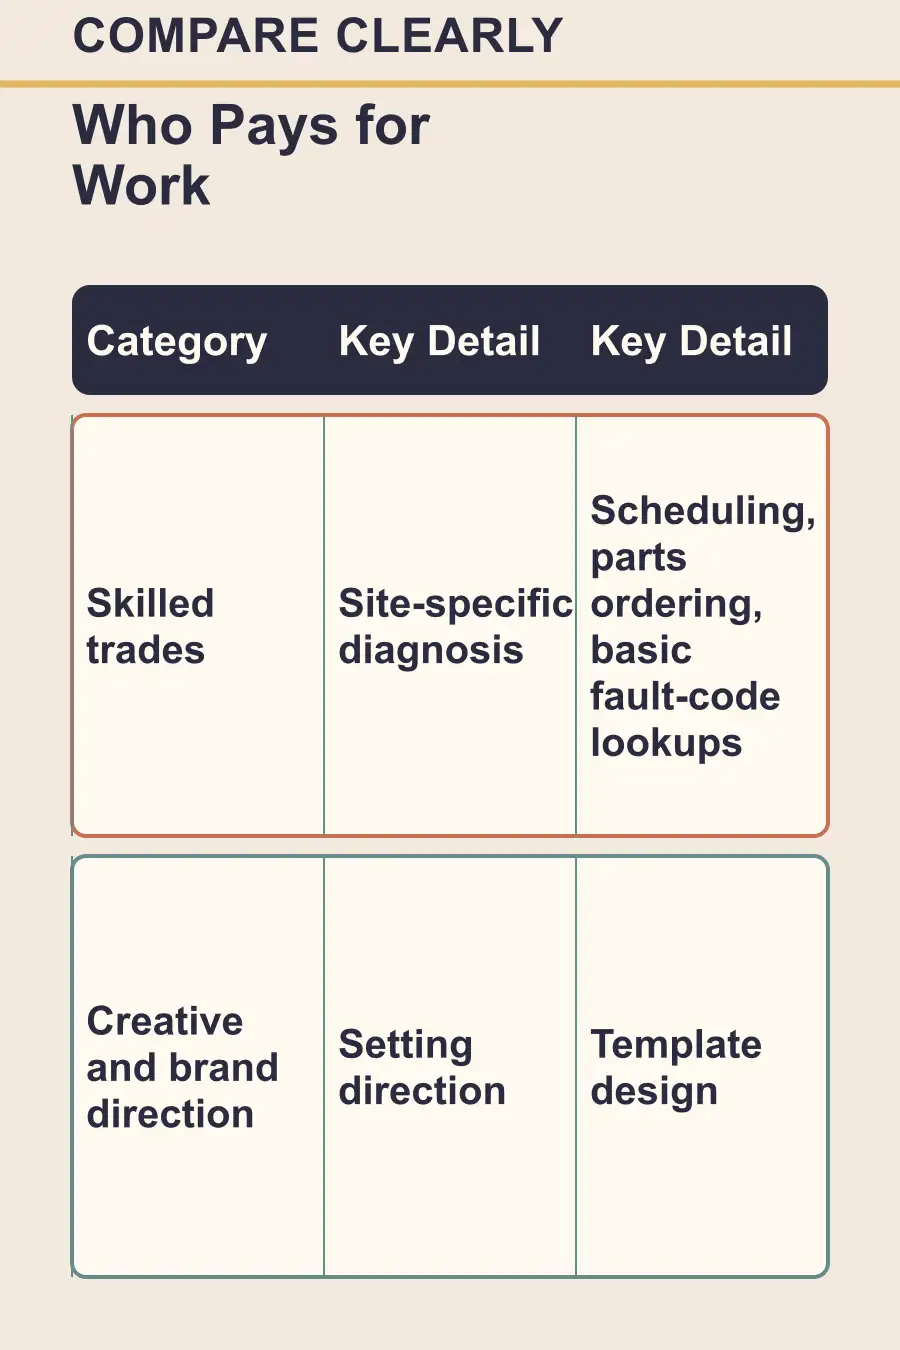 COMPARE CLEARLY
Who Pays for
Work
Category Key Detail Key Detail
Skilled
trades
Site-specific
diagnosis
Scheduling,
parts
ordering,
basic
fault-code
lookups
Creative
and brand
direction
Setting
direction
Template
design